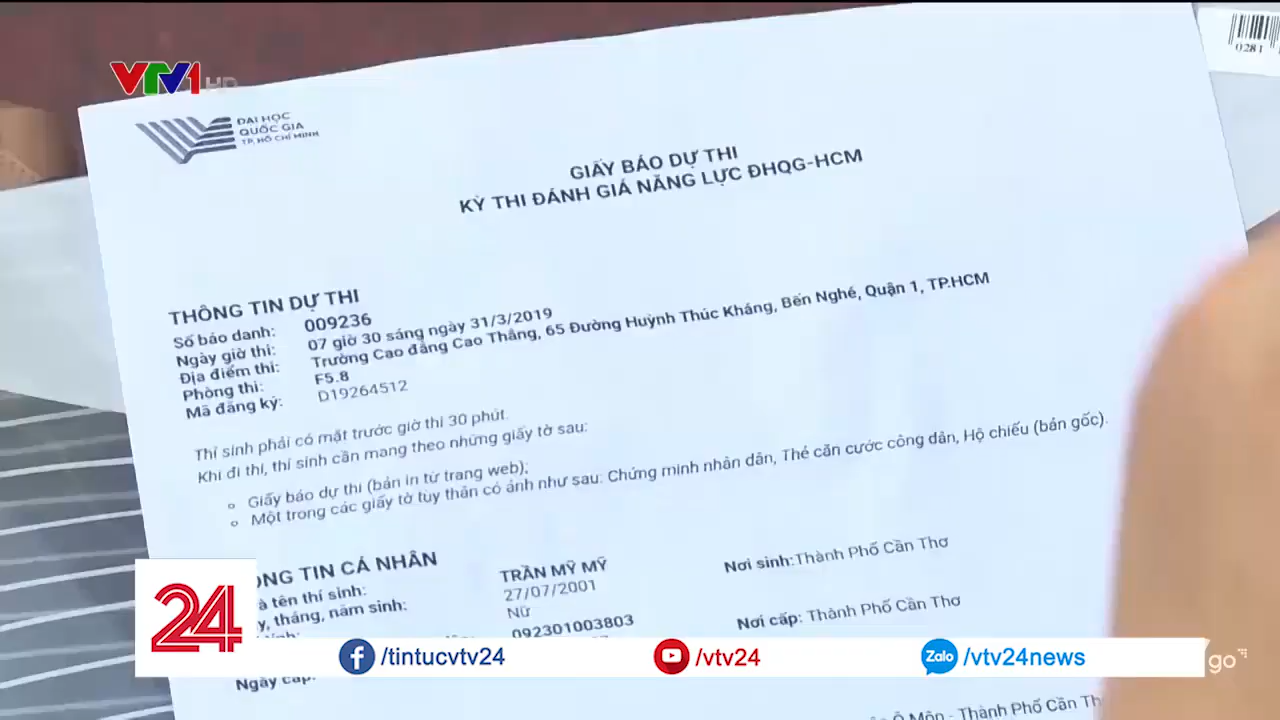 VTV1 HD
0281
ĐẠI HỌC
QUỐC GIA
TP. HỒ CHÍ MINH
GIẤY BÁO DỰ THI
KỲ THI ĐÁNH GIÁ NĂNG LỰC ĐHQG-HCM
THÔNG TIN DỰ THI
Số báo danh: 009236
Ngày giờ thi: 07 giờ 30 sáng ngày 31/3/2019
Địa điểm thi: Trường Cao đẳng Cao Thắng, 65 Đường Huỳnh Thúc Kháng, Bến Nghé, Quận 1, TP.HCM
Phòng thi: F5.8
Mã đăng ký: D19264512
Thí sinh phải có mặt trước giờ thi 30 phút.
Khi đi thi, thí sinh cần mang theo những giấy tờ sau:
Giấy báo dự thi (bản in từ trang web);
Một trong các giấy tờ tùy thân có ảnh như sau: Chứng minh nhân dân, Thẻ căn cước công dân, Hộ chiếu (bản gốc).
ÔNG TIN CÁ NHÂN
à tên thí sinh: TRẦN MỸ MỸ Nơi sinh:Thành Phố Cần Thơ
y, tháng, năm sinh: 27/07/2001
Nữ
092301003803 Nơi cấp: Thành Phố Cần Thơ
24
/tintucvtv24
/vtv24
Zalo /vtv24news
go
Ngày cấp:
Ô Môn - Thành Phố Cần Thơ